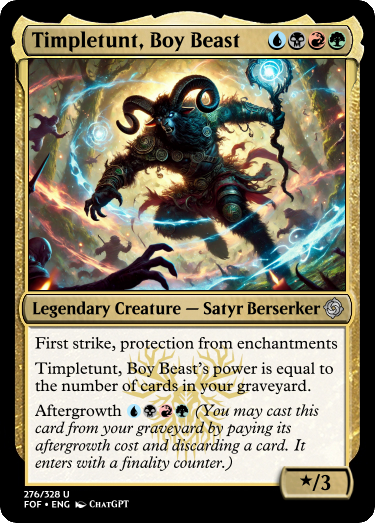 Timpletunt, Boy Beast
Legendary Creature — Satyr Berserker
First strike, protection from enchantments
Timpletunt, Boy Beast's power is equal to
the number of cards in your graveyard.
Aftergrowth (You may cast this
card from your graveyard by paying its
aftergrowth cost and discarding a card. It
enters with a finality counter.)
276/328 U
FOF • ENG ChatGPT
★/3